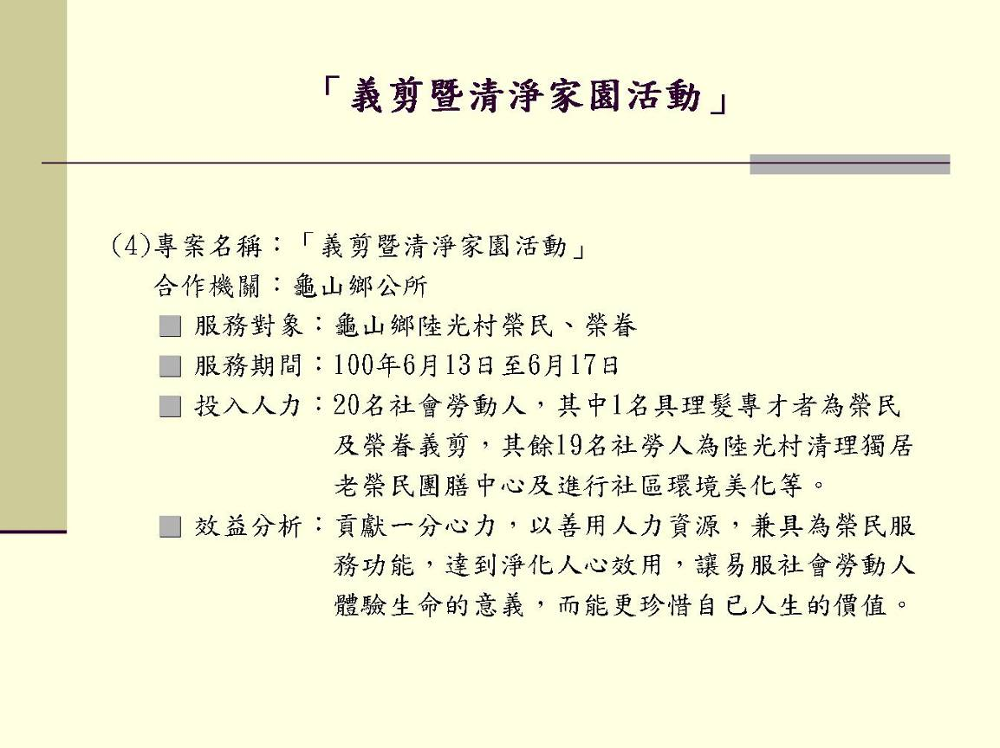 「義剪暨清淨家園活動」
(4)專案名稱：「義剪暨清淨家園活動」
合作機關：龜山鄉公所
服務對象：龜山鄉陸光村榮民、榮眷
服務期間：100年6月13日至6月17日
投入人力：20名社會勞動人，其中1名具理髮專才者為榮民
及榮眷義剪，其餘19名社勞人為陸光村清理獨居
老榮民團膳中心及進行社區環境美化等。
效益分析：貢獻一分心力，以善用人力資源，兼具為榮民服
務功能，達到淨化人心效用，讓易服社會勞動人
體驗生命的意義，而能更珍惜自己人生的價值。